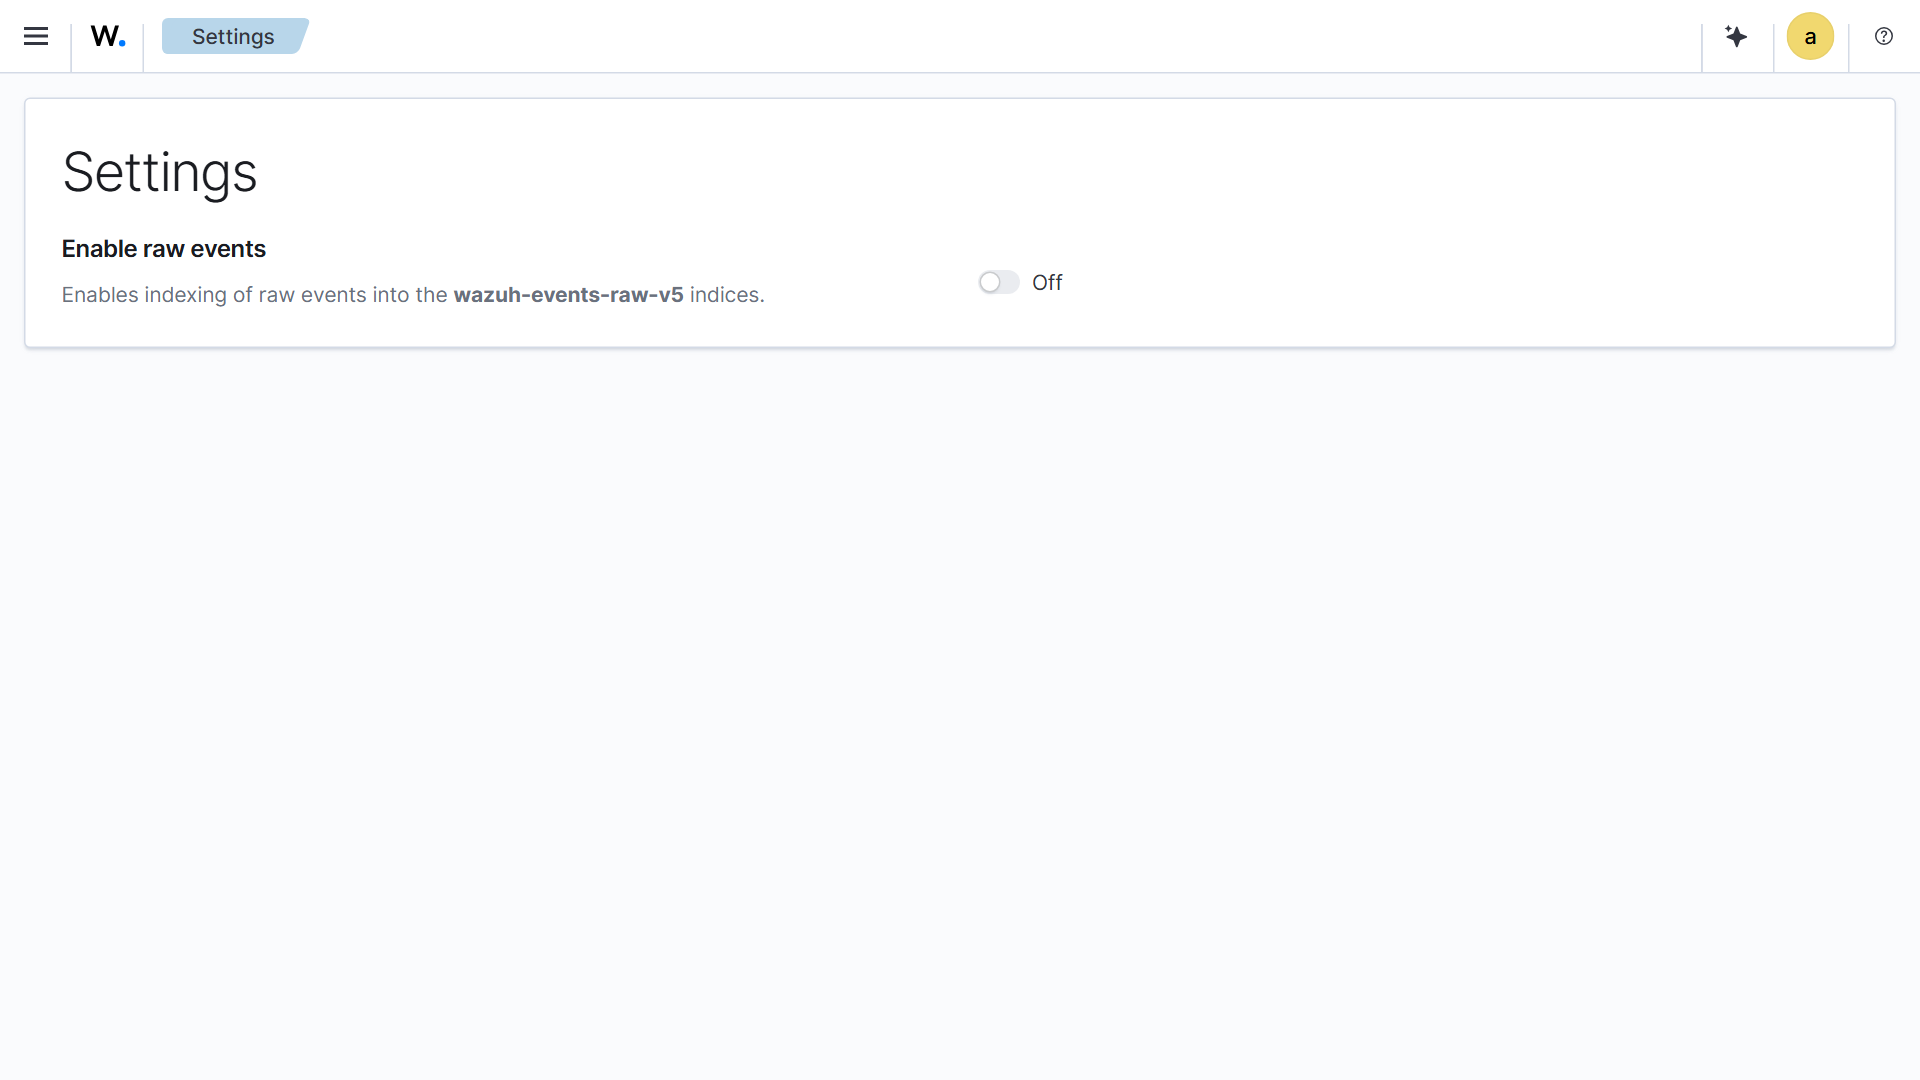 W.
Settings
a
Settings
Enable raw events
Enables indexing of raw events into the wazuh-events-raw-v5 indices.
Off